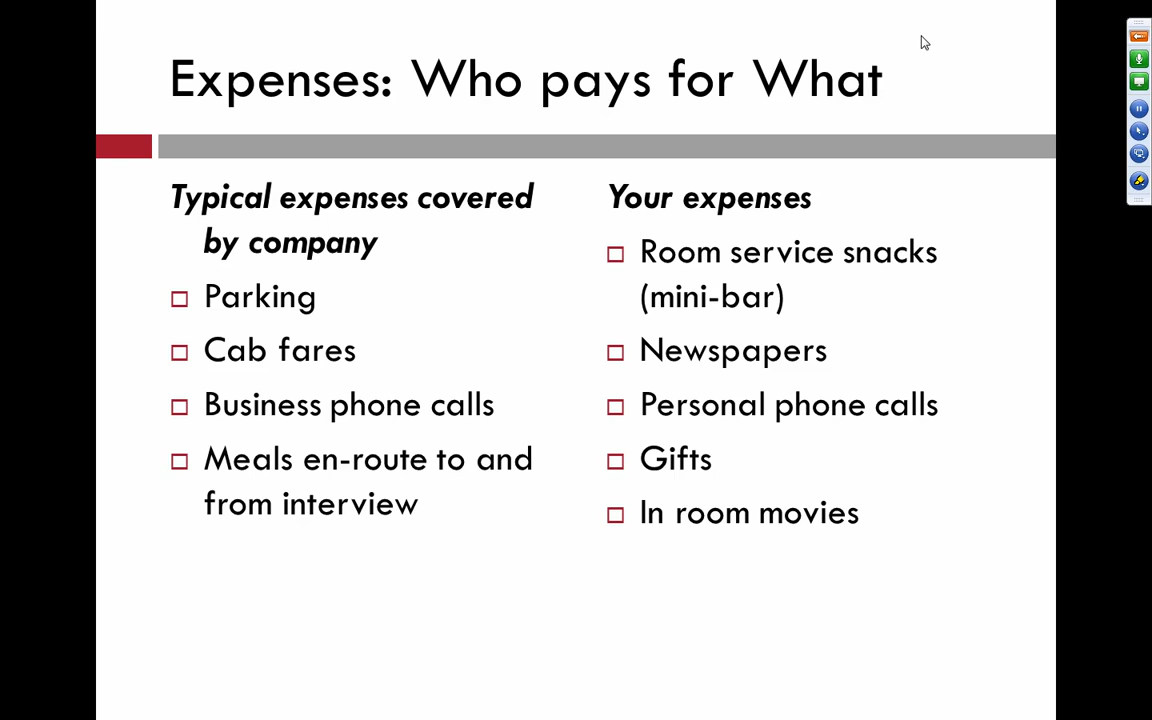 Expenses: Who pays for What
Typical expenses covered
by company
Parking
Cab fares
Business phone calls
Meals en-route to and
from interview
Your expenses
Room service snacks
(mini-bar)
Newspapers
Personal phone calls
Gifts
In room movies